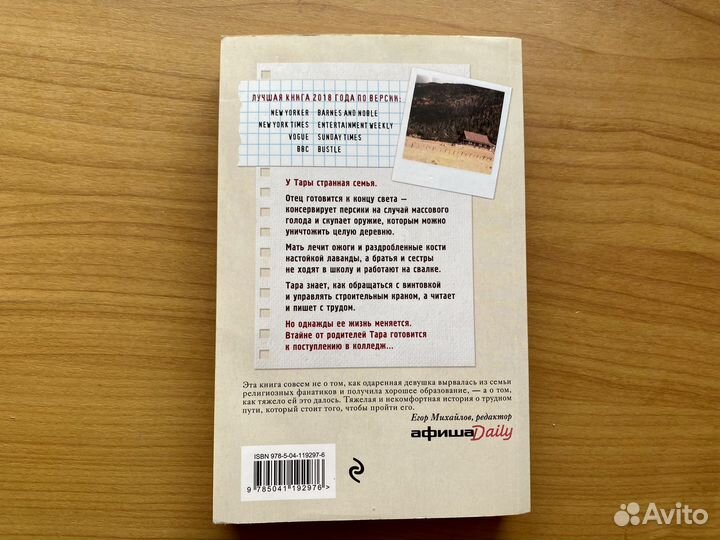 ЛУЧШАЯ КНИГА 2018 ГОДА ПО ВЕРСИИ:
NEW YORKER BARNES AND NOBLE
NEW YORK TIMES ENTERTAINMENT WEEKLY
VOGUE SUNDAY TIMES
BBC BUSTLE
У Тары странная семья.
Отец готовится к концу света —
консервирует персики на случай массового
голода и скупает оружие, которым можно
уничтожить целую деревню.
Мать лечит ожоги и раздробленные кости
настойкой лаванды, а братья и сестры
не ходят в школу и работают на свалке.
Тара знает, как обращаться с винтовкой
и управлять строительным краном, а читает
и пишет с трудом.
Но однажды ее жизнь меняется.
Втайне от родителей Тара готовится
к поступлению в колледж...
Эта книга совсем не о том, как одаренная девушка вырвалась из семьи
религиозных фанатиков и получила хорошее образование, — а о том,
как тяжело ей это далось. Тяжелая и некомфортная история о трудном
пути, который стоит того, чтобы пройти его.
Егор Михайлов, редактор
афишаDaily
ISBN 978-5-04-119297-6
9 785041 192976 >
Avito